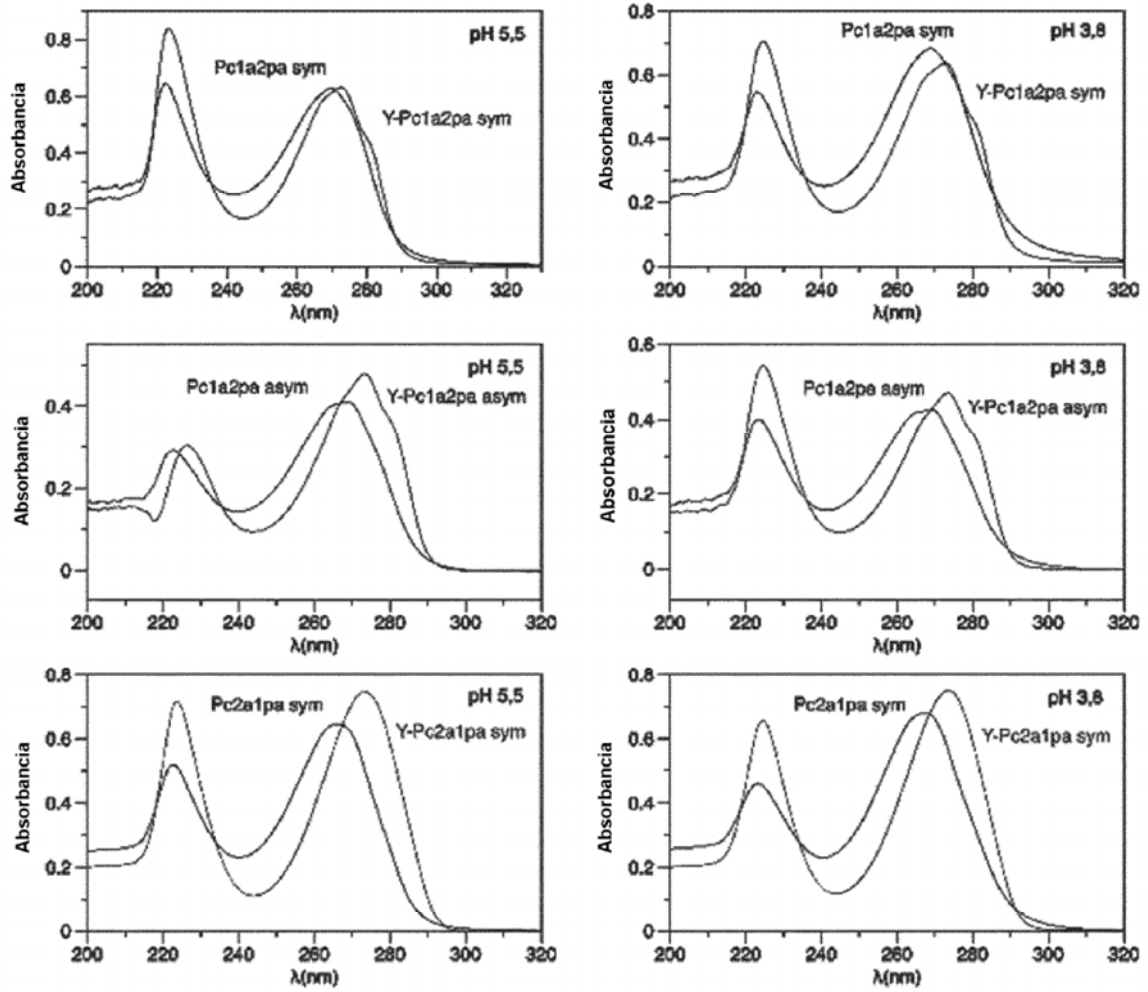 pH 5,5
Pc1a2pa sym
Y-Pc1a2pa sym
Absorbancia
0.8
0.6
0.4
0.2
0
200 220 240 260 280 300 320
λ(nm)
pH 3,8
Pc1a2pa sym
Y-Pc1a2pa sym
Absorbancia
0.8
0.6
0.4
0.2
0
200 220 240 260 280 300 320
λ(nm)
pH 5,5
Pc1a2pa asym
Y-Pc1a2pa asym
Absorbancia
0.4
0.2
0
200 220 240 260 280 300 320
λ(nm)
pH 3,8
Pc1a2pa asym
Y-Pc1a2pa asym
Absorbancia
0.6
0.4
0.2
0
200 220 240 260 280 300 320
λ(nm)
pH 5,5
Pc2a1pa sym
Y-Pc2a1pa sym
Absorbancia
0.8
0.6
0.4
0.2
0
200 220 240 260 280 300 320
λ(nm)
pH 3,8
Pc2a1pa sym
Y-Pc2a1pa sym
Absorbancia
0.8
0.6
0.4
0.2
0
200 220 240 260 280 300 320
λ(nm)